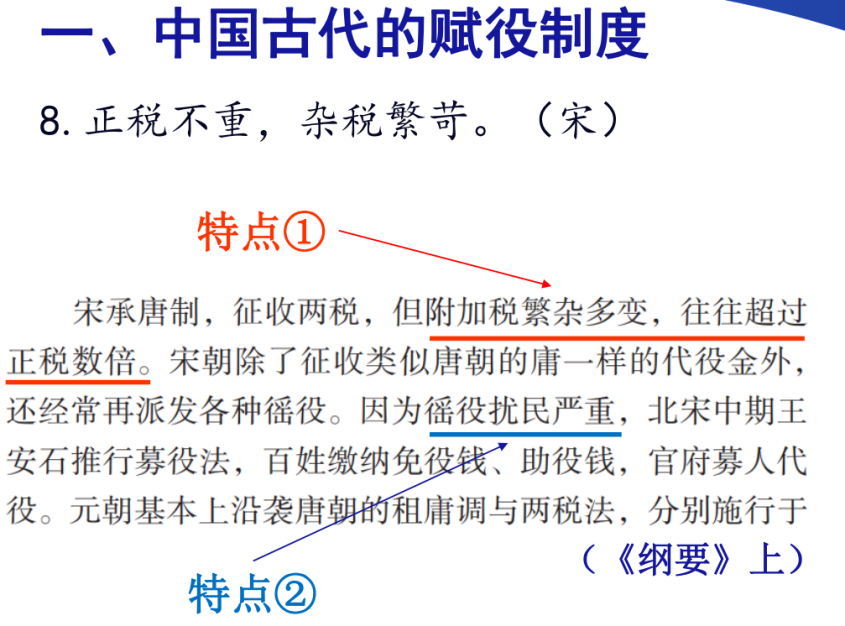 一、中国古代的赋役制度
8. 正税不重，杂税繁苛。（宋）
特点①
宋承唐制，征收两税，但附加税繁杂多变，往往超过
正税数倍。宋朝除了征收类似唐朝的庸一样的代役金外，
还经常再派发各种徭役。因为徭役扰民严重，北宋中期王
安石推行募役法，百姓缴纳免役钱、助役钱，官府募人代
役。元朝基本上沿袭唐朝的租庸调与两税法，分别施行于
（《纲要》上）
特点②